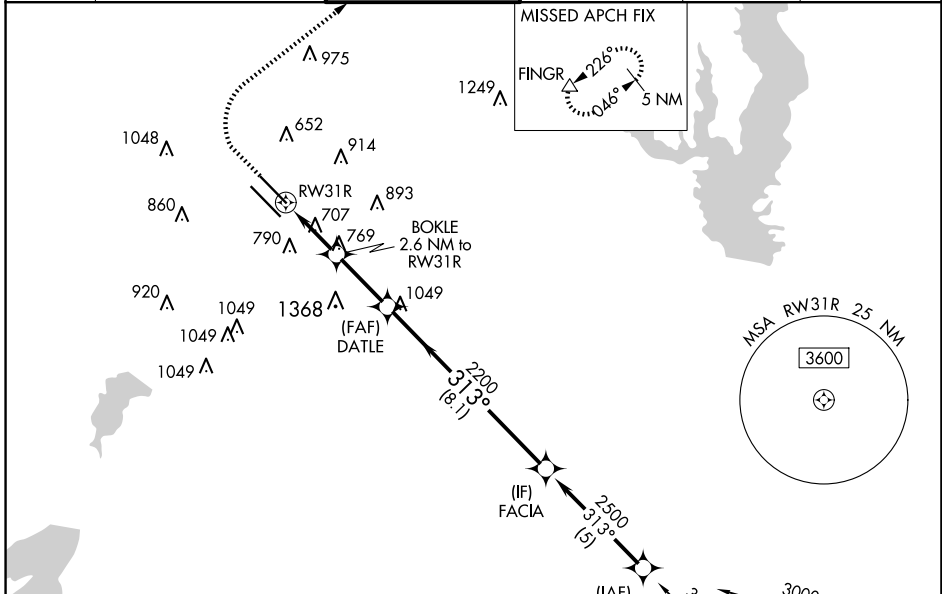 MISSED APCH FIX
FINGR
226°
046°
5 NM
975
1249
652
1048
914
RW31R
893
860
707
790
769
BOKLE
2.6 NM to
RW31R
920
1049
1049
1049
1049
1368
(FAF)
DATLE
MSA RW31R 25 NM
3600
2200
313°
(8.1)
(IF)
FACIA
2500
313°
(5)
(IAF)
3000